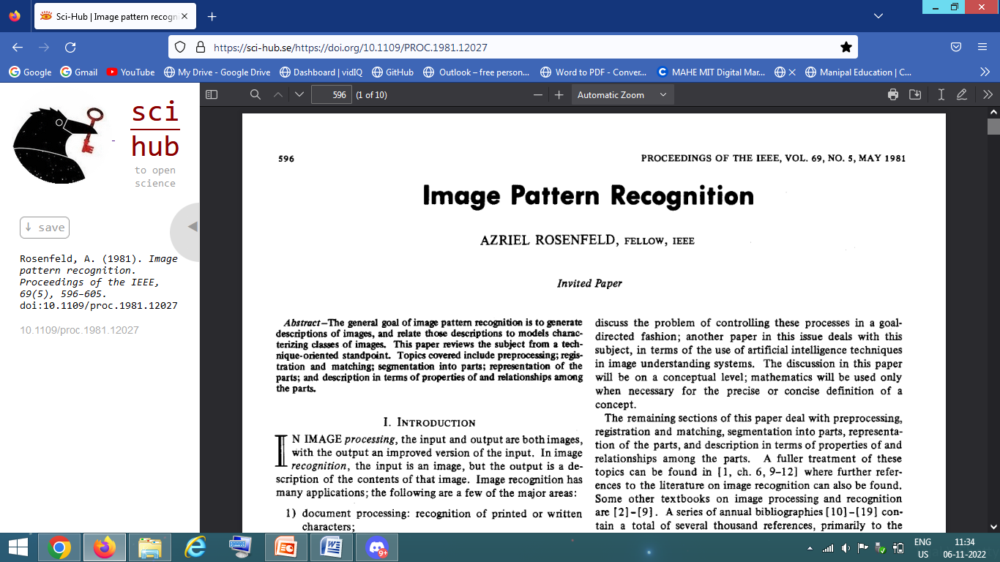 Sci-Hub | Image pattern recogni
https://sci-hub.se/https://doi.org/10.1109/PROC.1981.12027
Google
Gmail
YouTube
My Drive - Google Drive
Dashboard | vidIQ
GitHub
Outlook – free person...
Word to PDF - Conver...
MAHE MIT Digital Mar...
Manipal Education | C...
sci
hub
to open
science
↓ save
Rosenfeld, A. (1981). Image
pattern recognition.
Proceedings of the IEEE,
69(5), 596–605.
doi:10.1109/proc.1981.12027
10.1109/proc.1981.12027
596 (1 of 10)
Automatic Zoom
596
PROCEEDINGS OF THE IEEE, VOL. 69, NO. 5, MAY 1981
Image Pattern Recognition
AZRIEL ROSENFELD, FELLOW, IEEE
Invited Paper
Abstract–The general goal of image pattern recognition is to generate
descriptions of images, and relate those descriptions to models charac-
terizing classes of images. This paper reviews the subject from a tech-
nique-oriented standpoint. Topics covered include preprocessing; regis-
tration and matching; segmentation into parts; representation of the
parts; and description in terms of properties of and relationships among
the parts.
I. INTRODUCTION
IN IMAGE processing, the input and output are both images,
with the output an improved version of the input. In image
recognition, the input is an image, but the output is a de-
scription of the contents of that image. Image recognition has
many applications; the following are a few of the major areas:
1) document processing: recognition of printed or written
characters;
discuss the problem of controlling these processes in a goal-
directed fashion; another paper in this issue deals with this
subject, in terms of the use of artificial intelligence techniques
in image understanding systems. The discussion in this paper
will be on a conceptual level; mathematics will be used only
when necessary for the precise or concise definition of a
concept.
The remaining sections of this paper deal with preprocessing,
registration and matching, segmentation into parts, representa-
tion of the parts, and description in terms of properties of and
relationships among the parts. A fuller treatment of these
topics can be found in [1, ch. 6, 9–12] where further refer-
ences to the literature on image recognition can also be found.
Some other textbooks on image processing and recognition
are [2]–[9]. A series of annual bibliographies [10]–[19] con-
tain a total of several thousand references, primarily to the
9+
ENG
US
11:34
06-11-2022